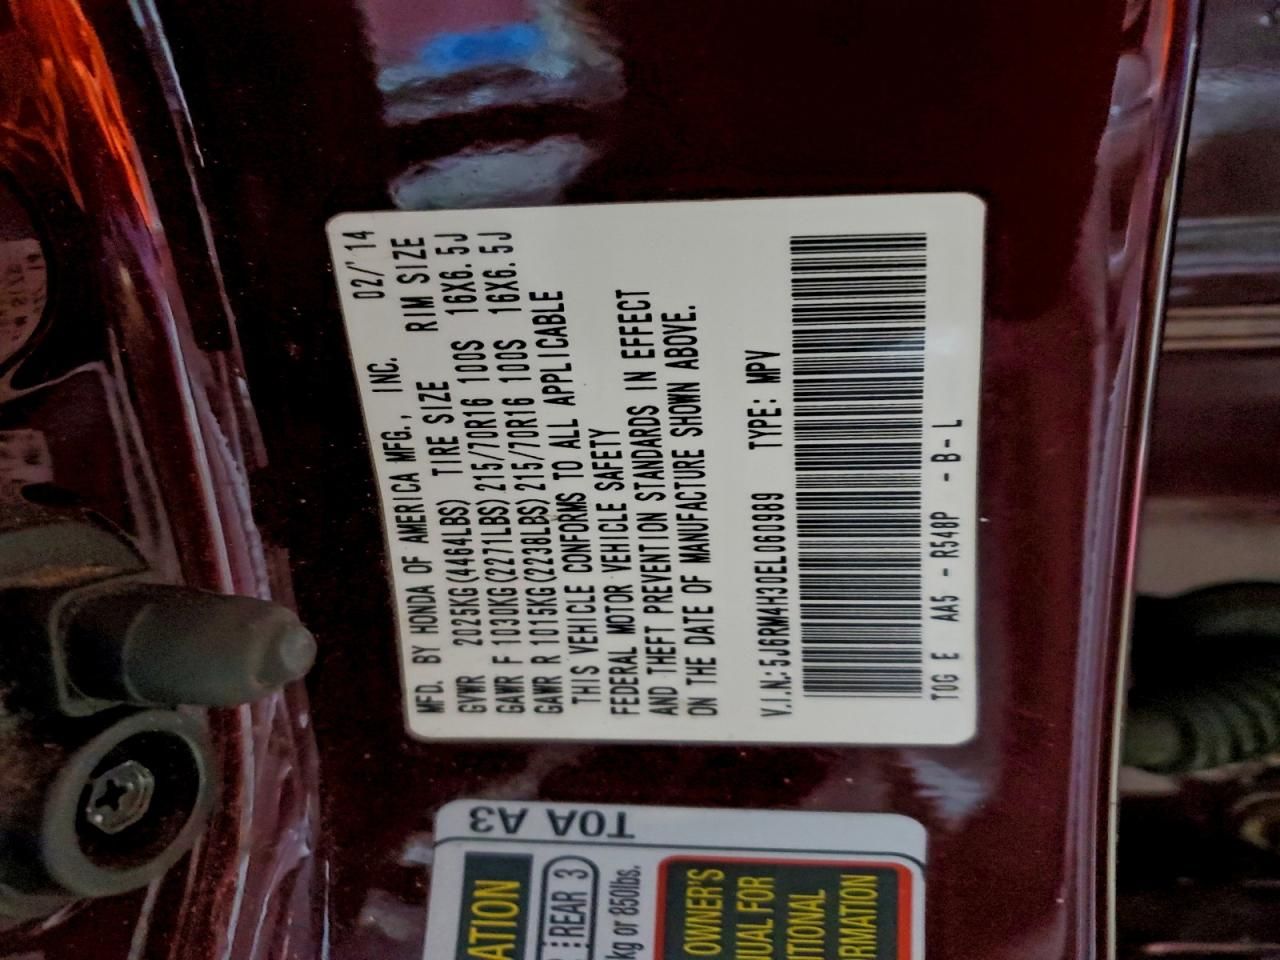 MFD. BY HONDA OF AMERICA MFG., INC. 02/'14
GVWR 2025KG(4464LBS) TIRE SIZE RIM SIZE
GAWR F 1030KG(2271LBS) 215/70R16 100S 16X6.5J
GAWR R 1015KG(2238LBS) 215/70R16 100S 16X6.5J
THIS VEHICLE CONFORMS TO ALL APPLICABLE
FEDERAL MOTOR VEHICLE SAFETY
AND THEFT PREVENTION STANDARDS IN EFFECT
ON THE DATE OF MANUFACTURE SHOWN ABOVE.
V.I.N.:5J6RM4H30EL060989 TYPE: MPV
T0G E AA5 - R548P - B - L
T0A A3
ATION
REAR 3
kg or 850lbs.
OWNER'S
UAL FOR
ITIONAL
ORMATION